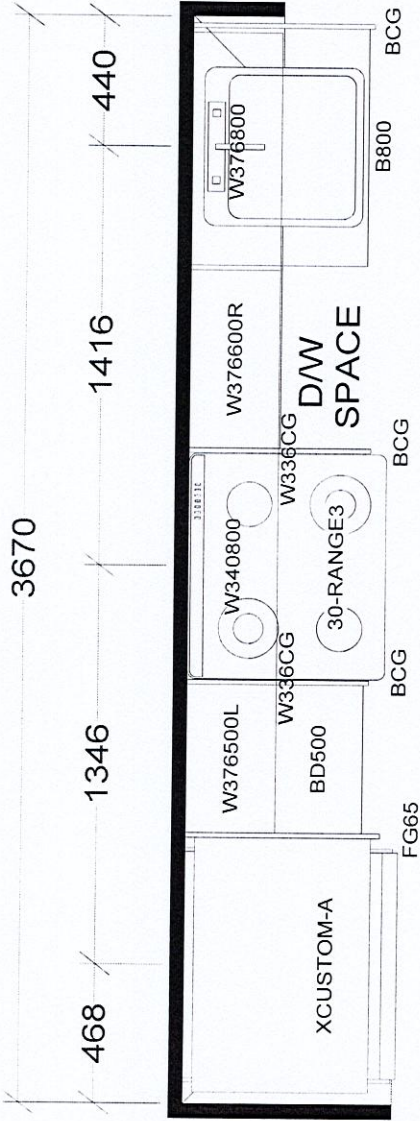 3670
468
1346
1416
440
XCUSTOM-A
FG65
W376500L
BD500
W336CG
BCG
W340800
30-RANGE3
W336CG
BCG
W376600R
D/W
SPACE
W376800
B800
BCG